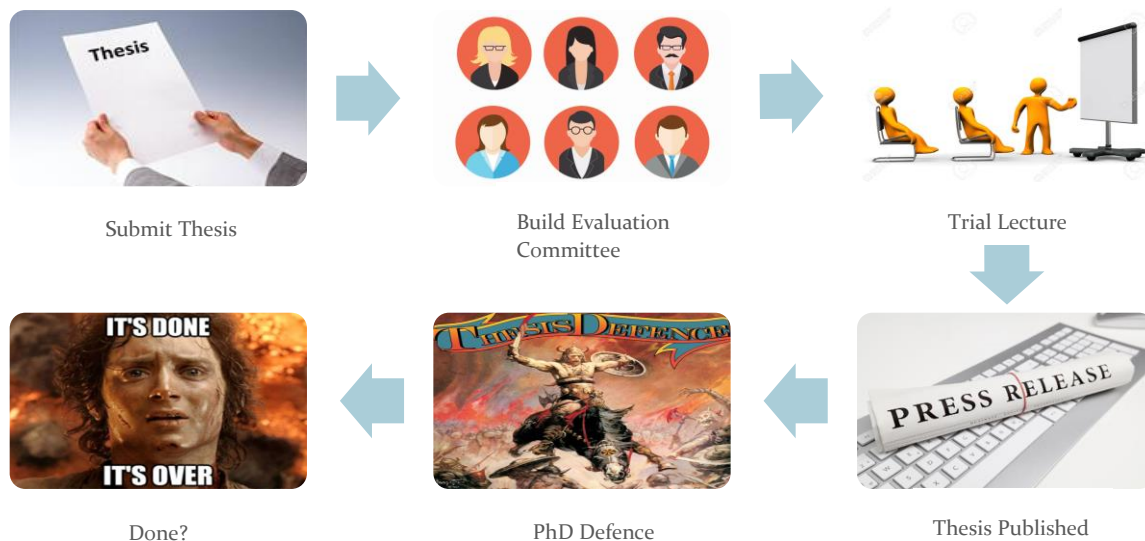 Thesis
Submit Thesis
Build Evaluation
Committee
Trial Lecture
IT'S DONE
IT'S OVER
Done?
THESIS DEFENCE
PhD Defence
PRESS RELEASE
Thesis Published